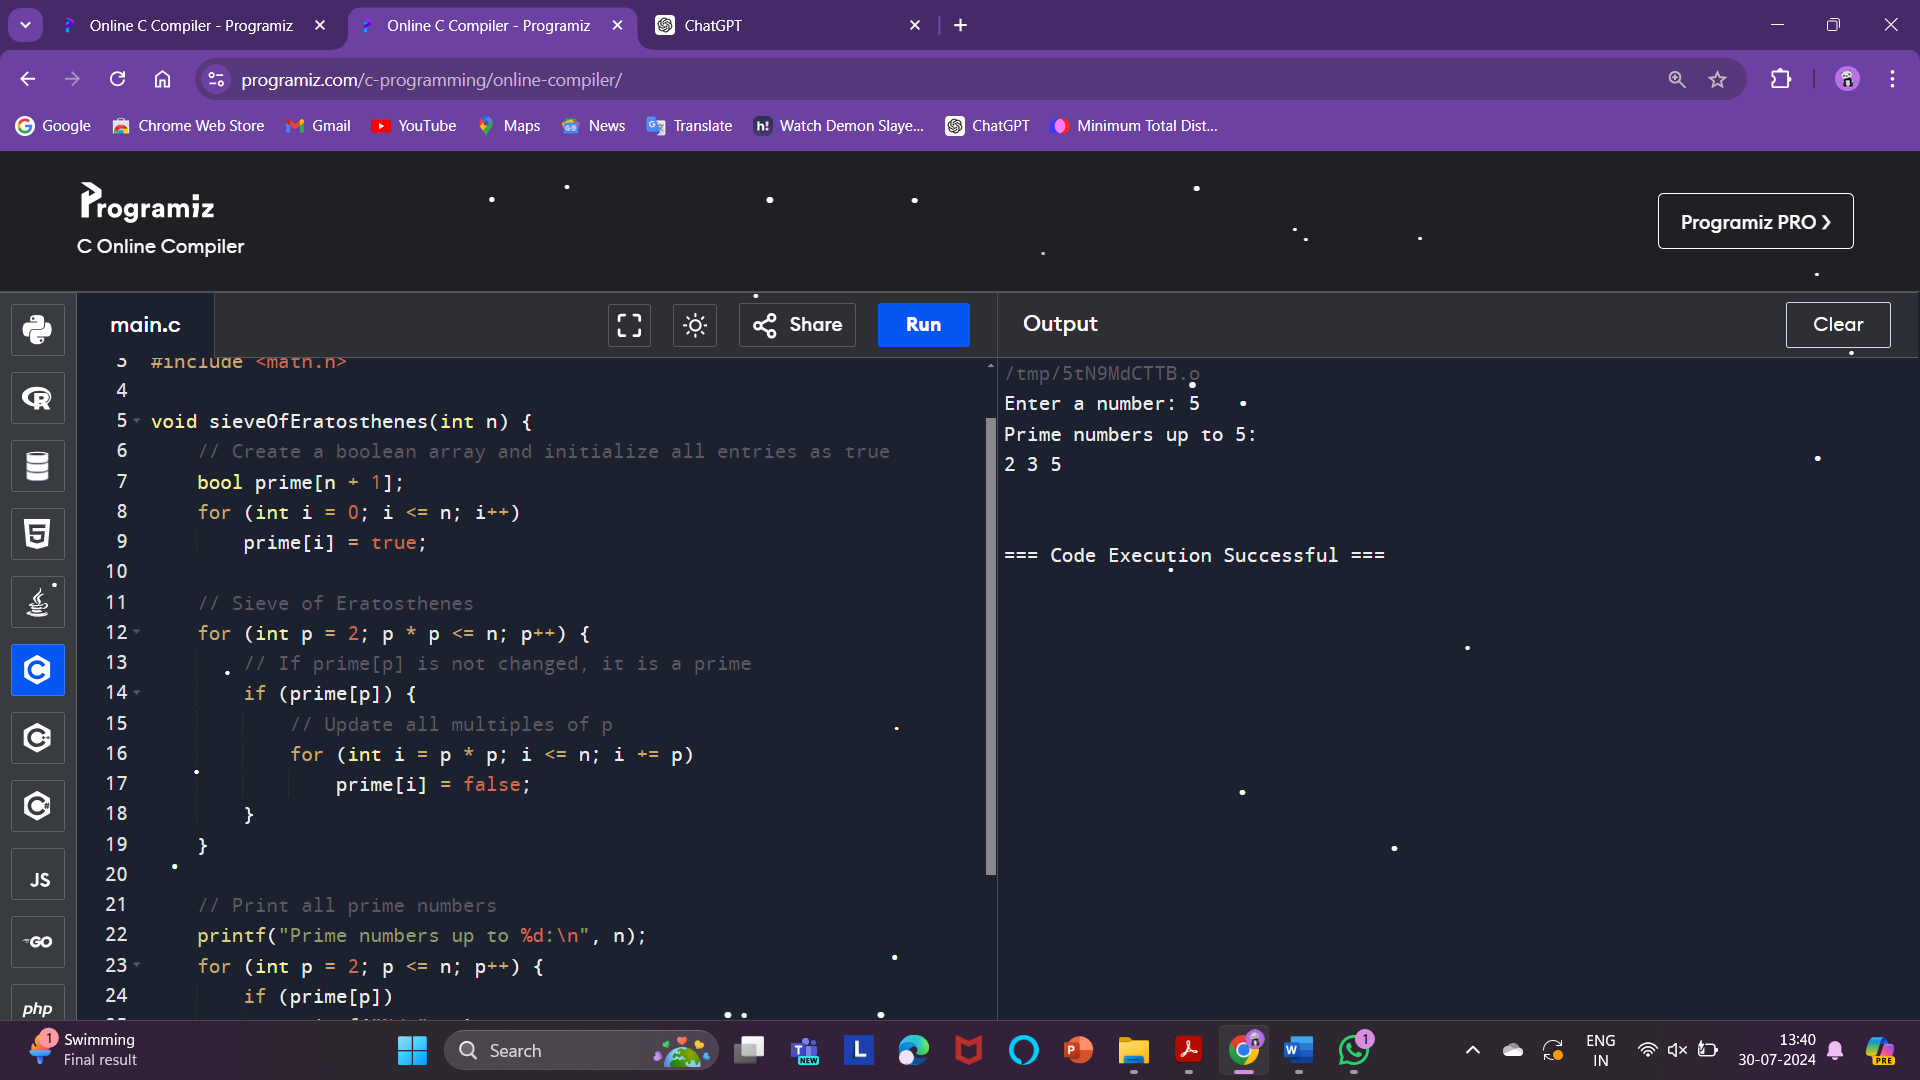 Online C Compiler - Programiz
Online C Compiler - Programiz
ChatGPT
programiz.com/c-programming/online-compiler/
Google
Chrome Web Store
Gmail
YouTube
Maps
News
Translate
Watch Demon Slaye...
ChatGPT
Minimum Total Dist...
Programiz
C Online Compiler
Programiz PRO ❯
main.c
Share
Run
Output
Clear
3 #include <math.h>
4
5 void sieveOfEratosthenes(int n) {
6 // Create a boolean array and initialize all entries as true
7 bool prime[n + 1];
8 for (int i = 0; i <= n; i++)
9 prime[i] = true;
10
11 // Sieve of Eratosthenes
12 for (int p = 2; p * p <= n; p++) {
13 // If prime[p] is not changed, it is a prime
14 if (prime[p]) {
15 // Update all multiples of p
16 for (int i = p * p; i <= n; i += p)
17 prime[i] = false;
18 }
19 }
20
21 // Print all prime numbers
22 printf("Prime numbers up to %d:\n", n);
23 for (int p = 2; p <= n; p++) {
24 if (prime[p])
/tmp/5tN9MdCTTB.o
Enter a number: 5
Prime numbers up to 5:
2 3 5
=== Code Execution Successful ===
JS
GO
php
1
Swimming
Final result
Search
NEW
L
P
W
1
ENG
IN
13:40
30-07-2024
PRE